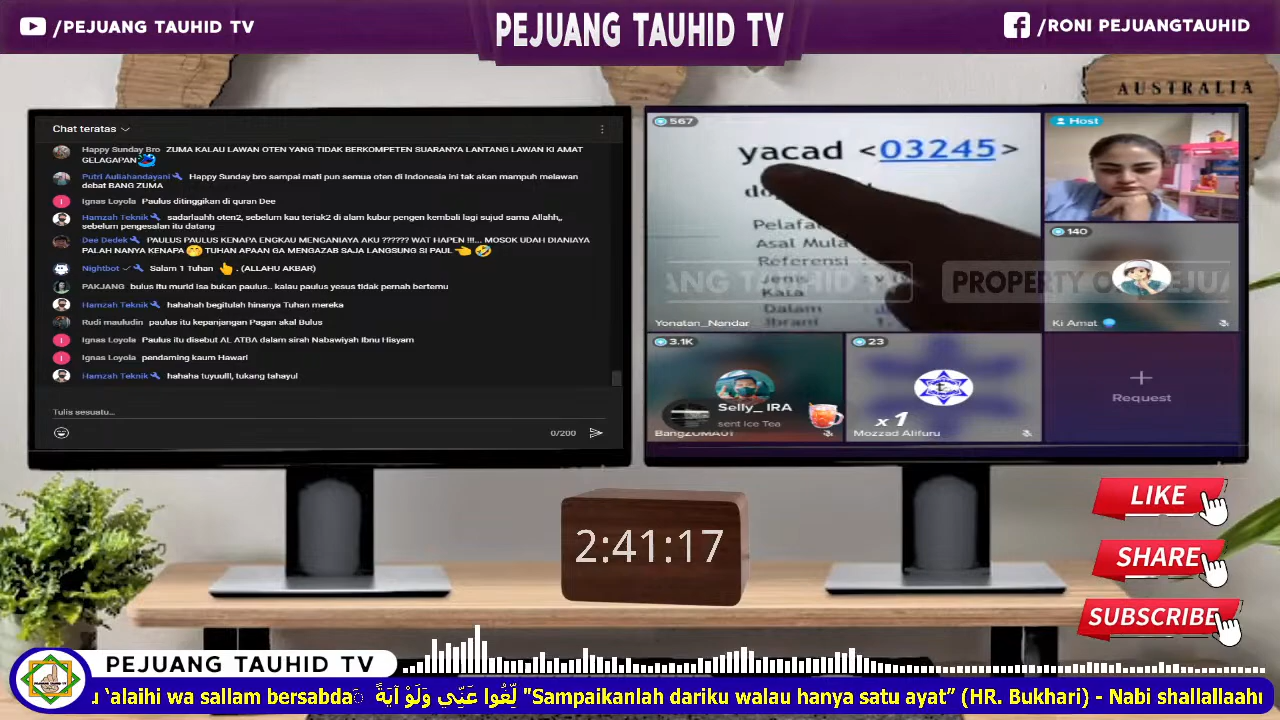 /PEJUANG TAUHID TV
PEJUANG TAUHID TV
/RONI PEJUANGTAUHID
AUSTRALIA
Chat teratas
Happy Sunday Bro ZUMA KALAU LAWAN OTEN YANG TIDAK BERKOMPETEN SUARANYA LANTANG LAWAN KI AMAT
GELAGAPAN
Putri Auliahandayani Happy Sunday bro sampai mati pun semua oten di Indonesia ini tak akan mampuh melawan
debat BANG ZUMA
Ignas Loyola Paulus ditinggikan di quran Dee
Hamzah Teknik sadarlaahh oten2, sebelum kau teriak2 di alam kubur pengen kembali lagi sujud sama Allahh,,
sebelum pengesalan itu datang
Dee Dedek PAULUS PAULUS KENAPA ENGKAU MENGANIAYA AKU ?????? WAT HAPEN !!!... MOSOK UDAH DIANIAYA
PALAH NANYA KENAPA TUHAN APAAN GA MENGAZAB SAJA LANGSUNG SI PAUL
Nightbot Salam 1 Tuhan . (ALLAHU AKBAR)
PAKJANG bulus itu murid isa bukan paulus.. kalau paulus yesus tidak pernah bertemu
Hamzah Teknik hahahah begitulah hinanya Tuhan mereka
Rudi mauludin paulus itu kepanjangan Pagan akal Bulus
Ignas Loyola Paulus itu disebut AL ATBA dalam sirah Nabawiyah Ibnu Hisyam
Ignas Loyola pendaming kaum Hawari
Hamzah Teknik hahaha tuyuulll, tukang tahayul
Tulis sesuatu...
0/200
567
yacad <03245>
Pelafa
Asal Mula
Referensi
Jenis
Kata
Dalam
Ibrani
Yonatan_Nandar
ANG TAUHID TV
PROPERTY OF PEJUA
Host
140
Ki Amat
3.1K
Selly_ IRA
sent Ice Tea
BangZUMA01
23
x1
Mozzad Alifuru
Request
2:41:17
LIKE
SHARE
SUBSCRIBE
PEJUANG TAUHID TV
u ‘alaihi wa sallam bersabda "Sampaikanlah dariku walau hanya satu ayat” (HR. Bukhari) - Nabi shallallaahu